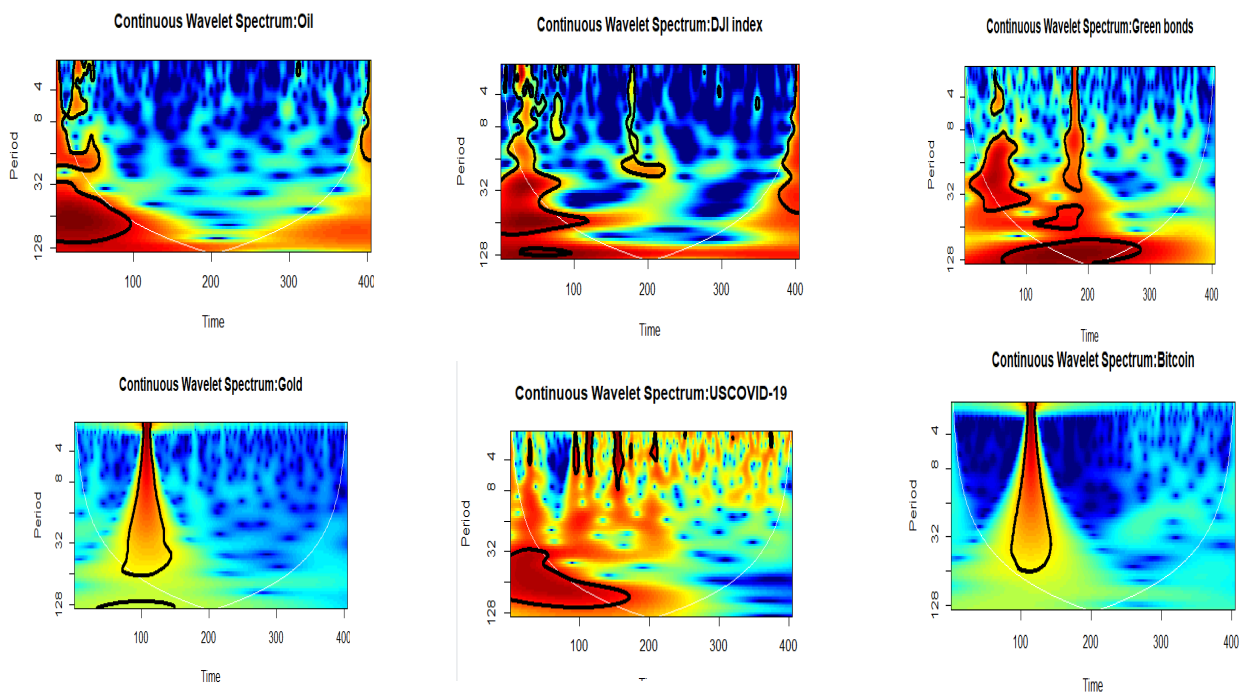 Continuous Wavelet Spectrum:Oil
Period
4
8
32
128
100
200
300
400
Time
Continuous Wavelet Spectrum:DJI index
Period
4
8
32
128
100
200
300
400
Time
Continuous Wavelet Spectrum:Green bonds
Period
4
8
32
128
100
200
300
400
Time
Continuous Wavelet Spectrum:Gold
Period
4
8
32
128
100
200
300
400
Time
Continuous Wavelet Spectrum:USCOVID-19
Period
4
8
32
128
100
200
300
400
Continuous Wavelet Spectrum:Bitcoin
Period
4
8
32
128
100
200
300
400
Time